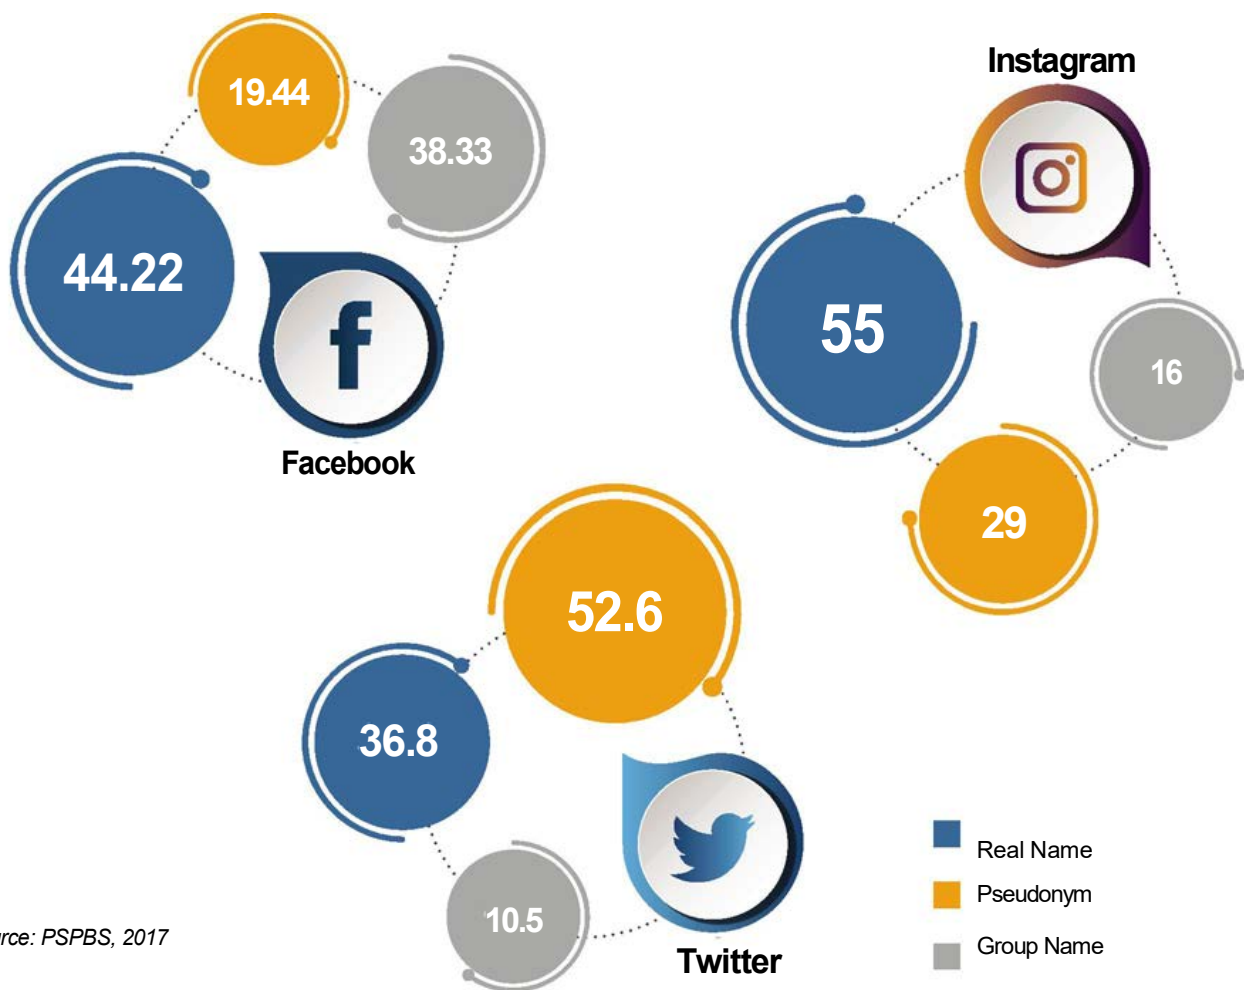 19.44
38.33
44.22
Facebook
Instagram
55
16
29
52.6
36.8
10.5
Twitter
Real Name
Pseudonym
Group Name
urce: PSPBS, 2017